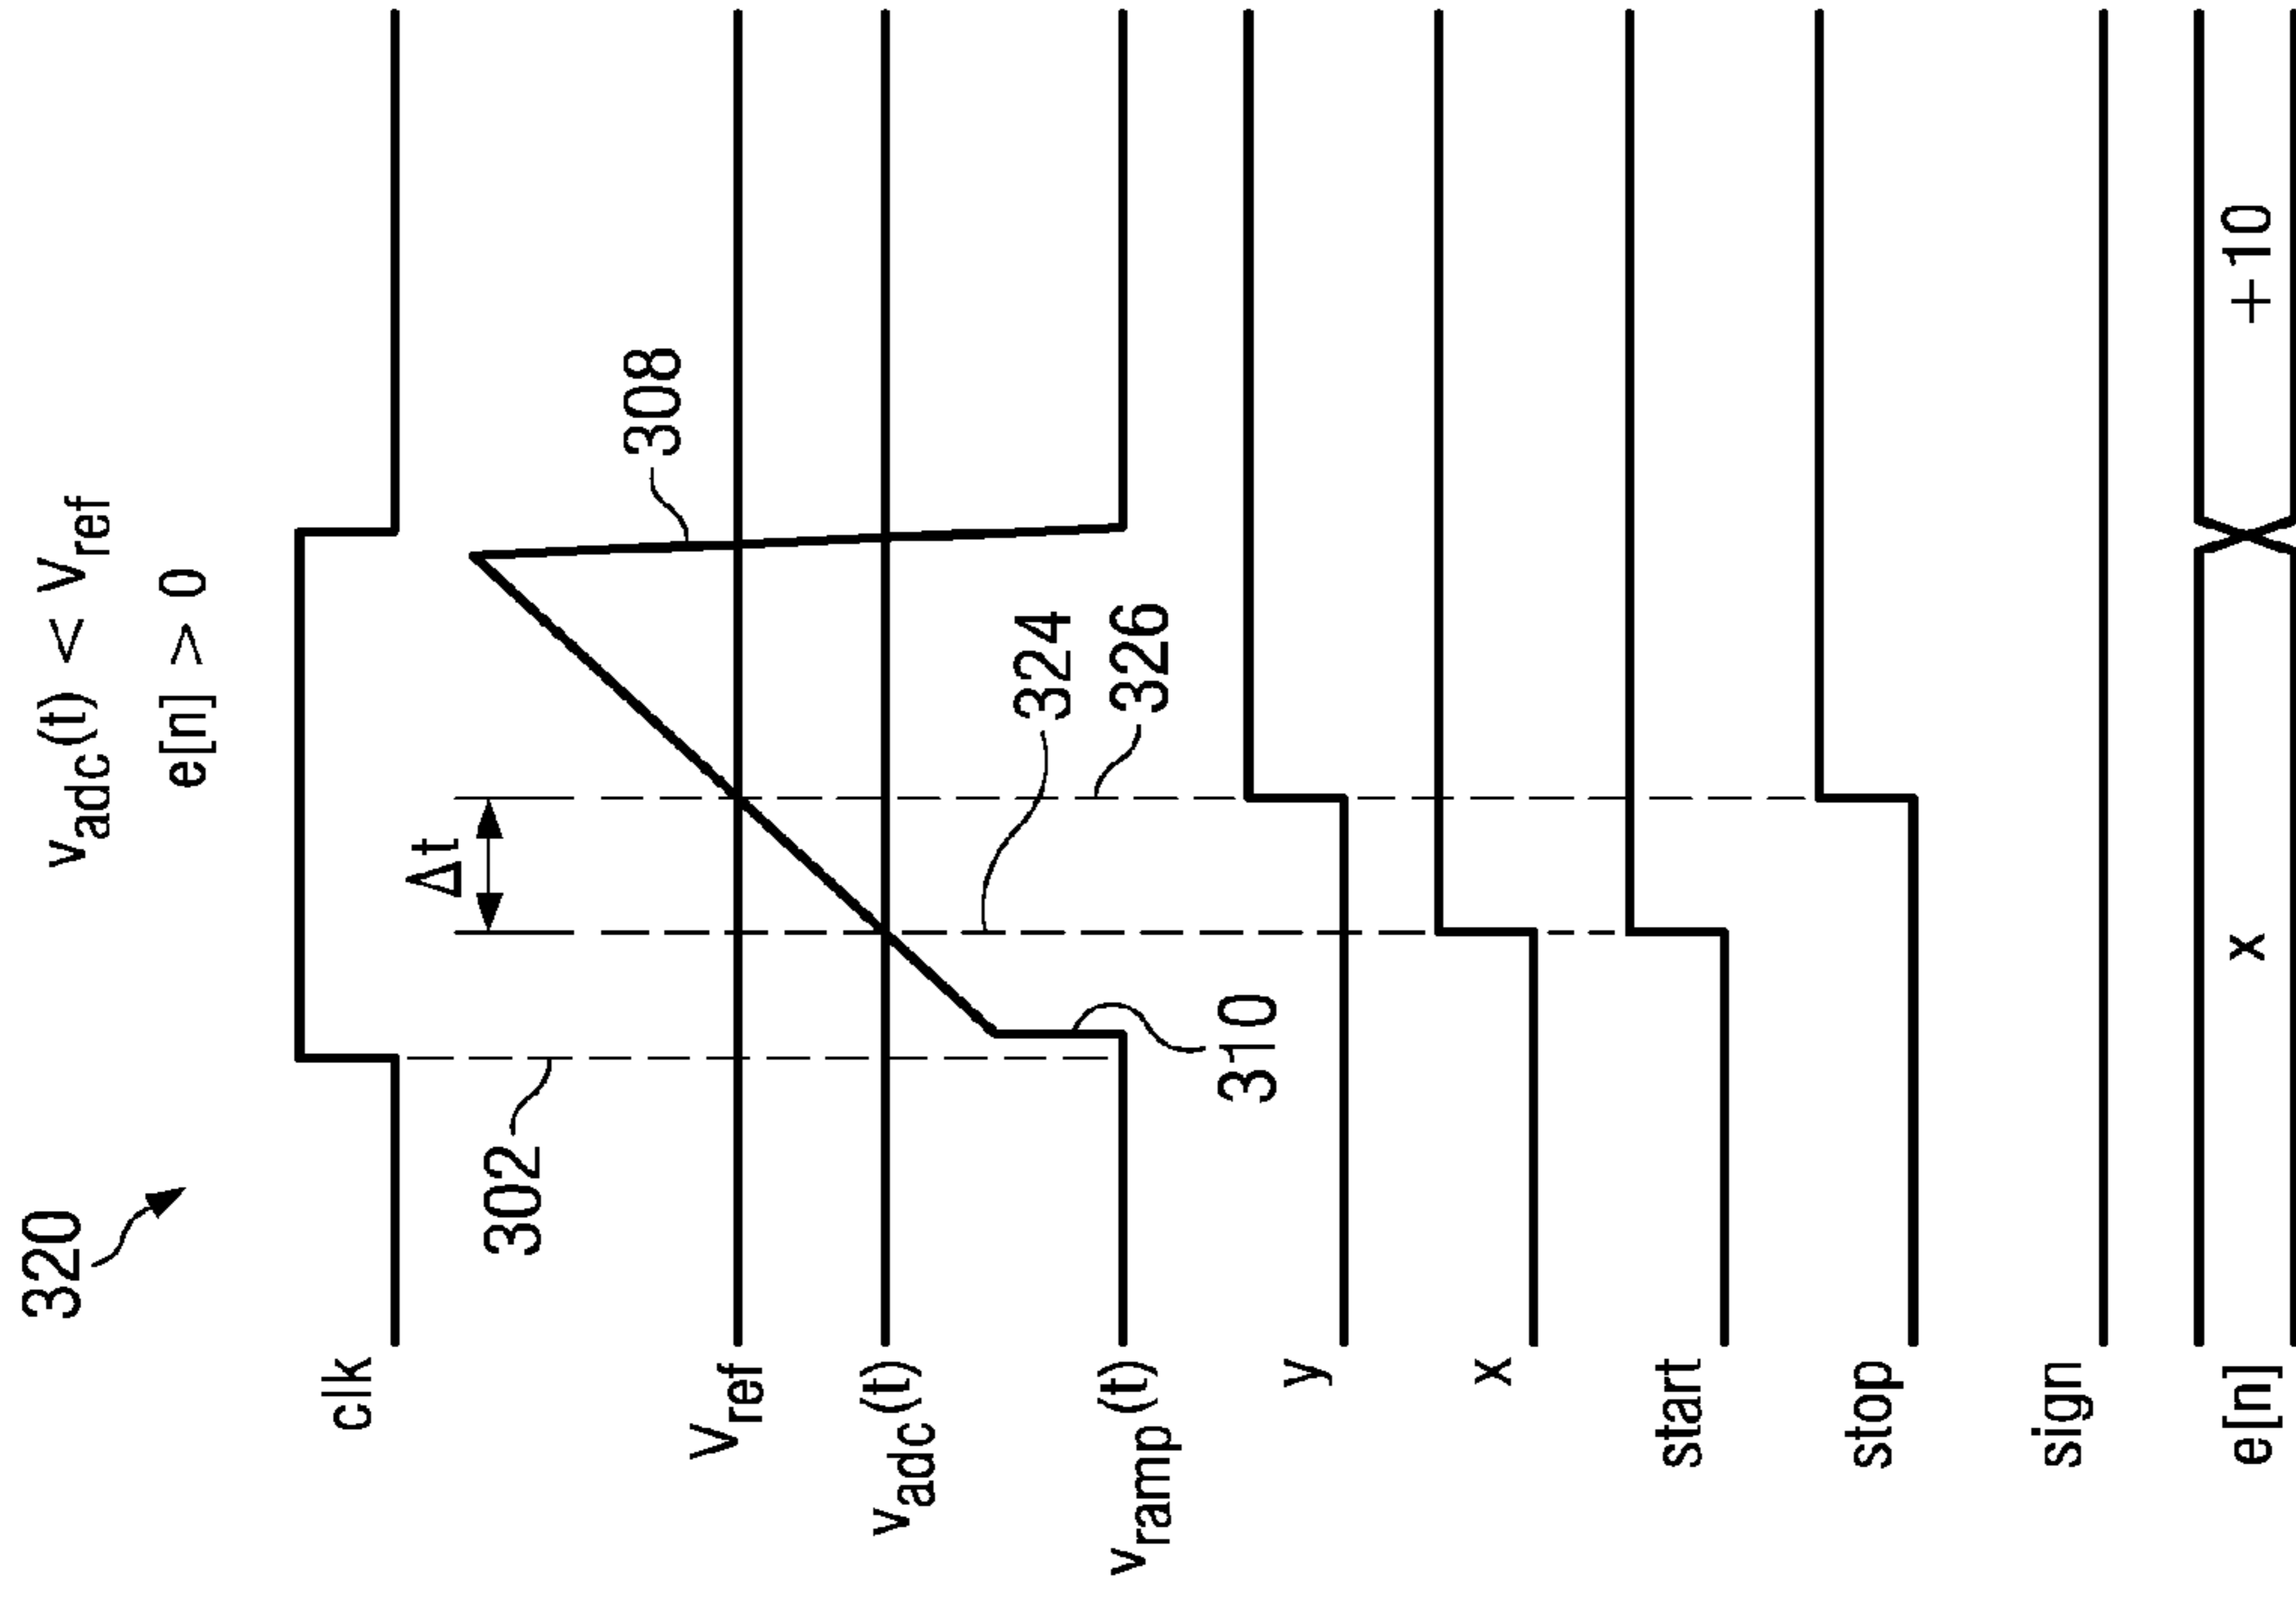 320
v_adc(t) < V_ref
e[n] > 0
clk
Δt
302
308
V_ref
v_adc(t)
324
v_ramp(t)
326
310
y
x
start
stop
sign
e[n]
x
+10